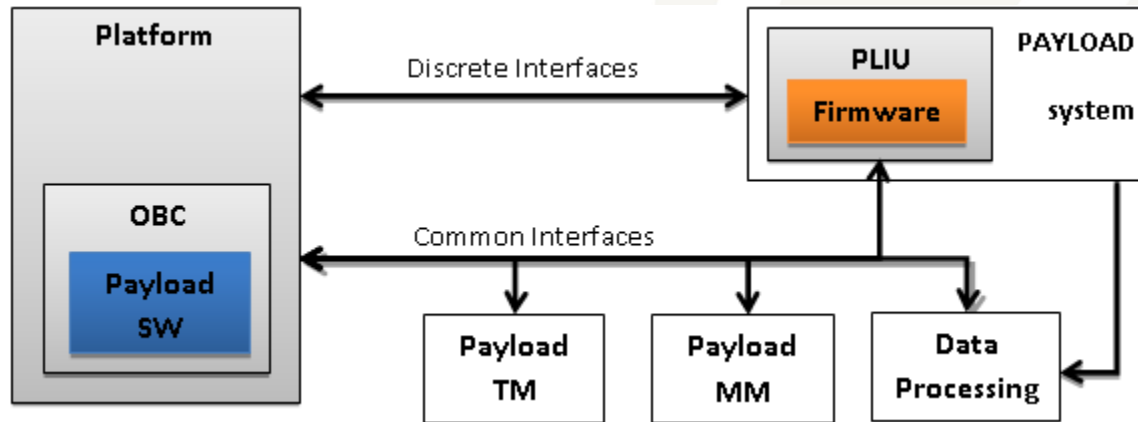 Platform
OBC
Payload
SW
Discrete Interfaces
Common Interfaces
PLIU
Firmware
PAYLOAD
system
Payload
TM
Payload
MM
Data
Processing